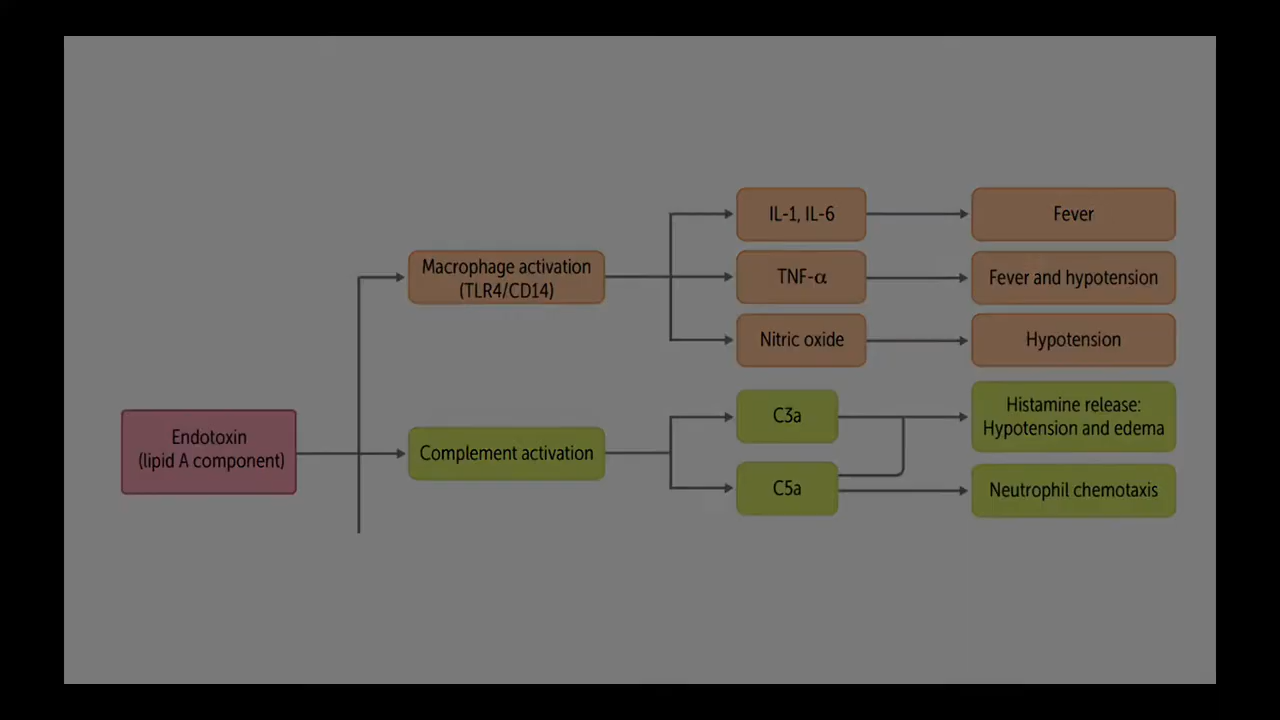 IL-1, IL-6
Fever
Macrophage activation
(TLR4/CD14)
TNF-α
Fever and hypotension
Nitric oxide
Hypotension
Endotoxin
(lipid A component)
Complement activation
C3a
Histamine release:
Hypotension and edema
C5a
Neutrophil chemotaxis